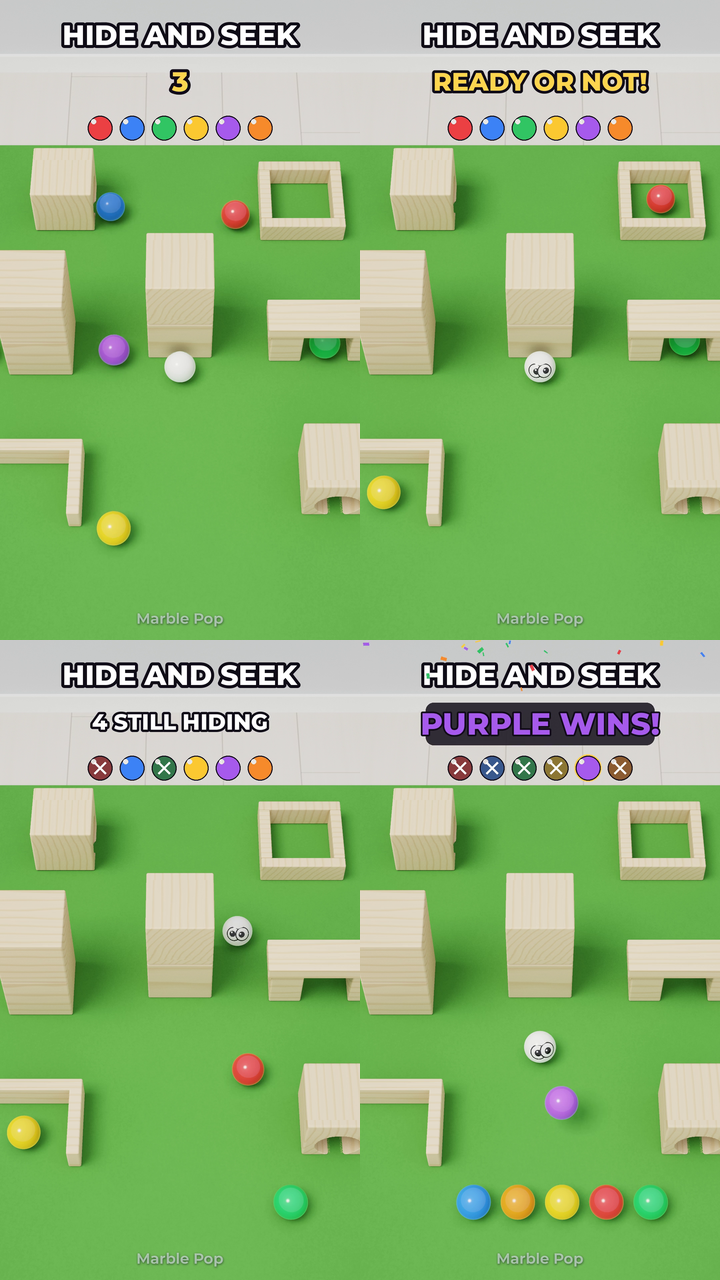 HIDE AND SEEK
3
Marble Pop
HIDE AND SEEK
READY OR NOT!
Marble Pop
HIDE AND SEEK
4 STILL HIDING
Marble Pop
HIDE AND SEEK
PURPLE WINS!
Marble Pop